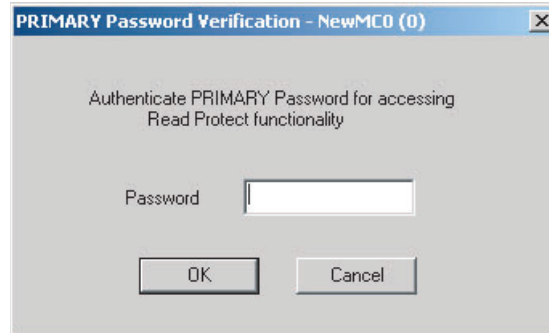 PRIMARY Password Verification - NewMC0 (0)
Authenticate PRIMARY Password for accessing
Read Protect functionality
Password
OK Cancel